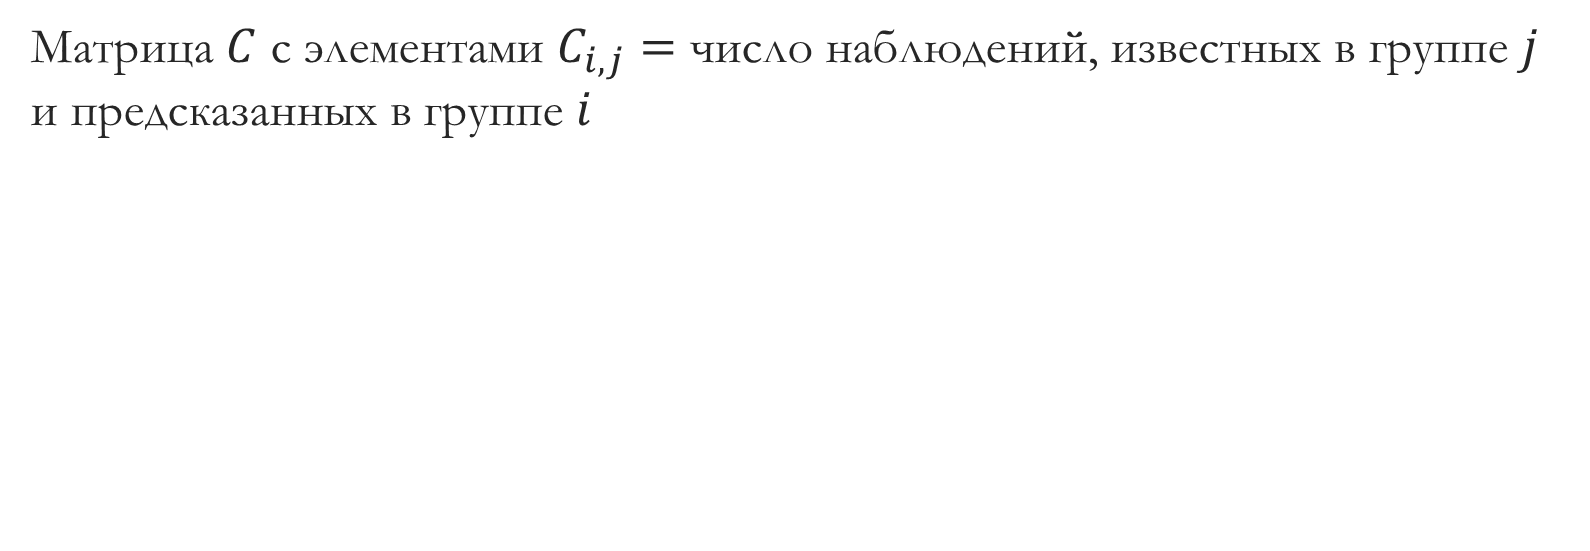 Матрица C с элементами C_{i,j} = число наблюдений, известных в группе j
и предсказанных в группе i